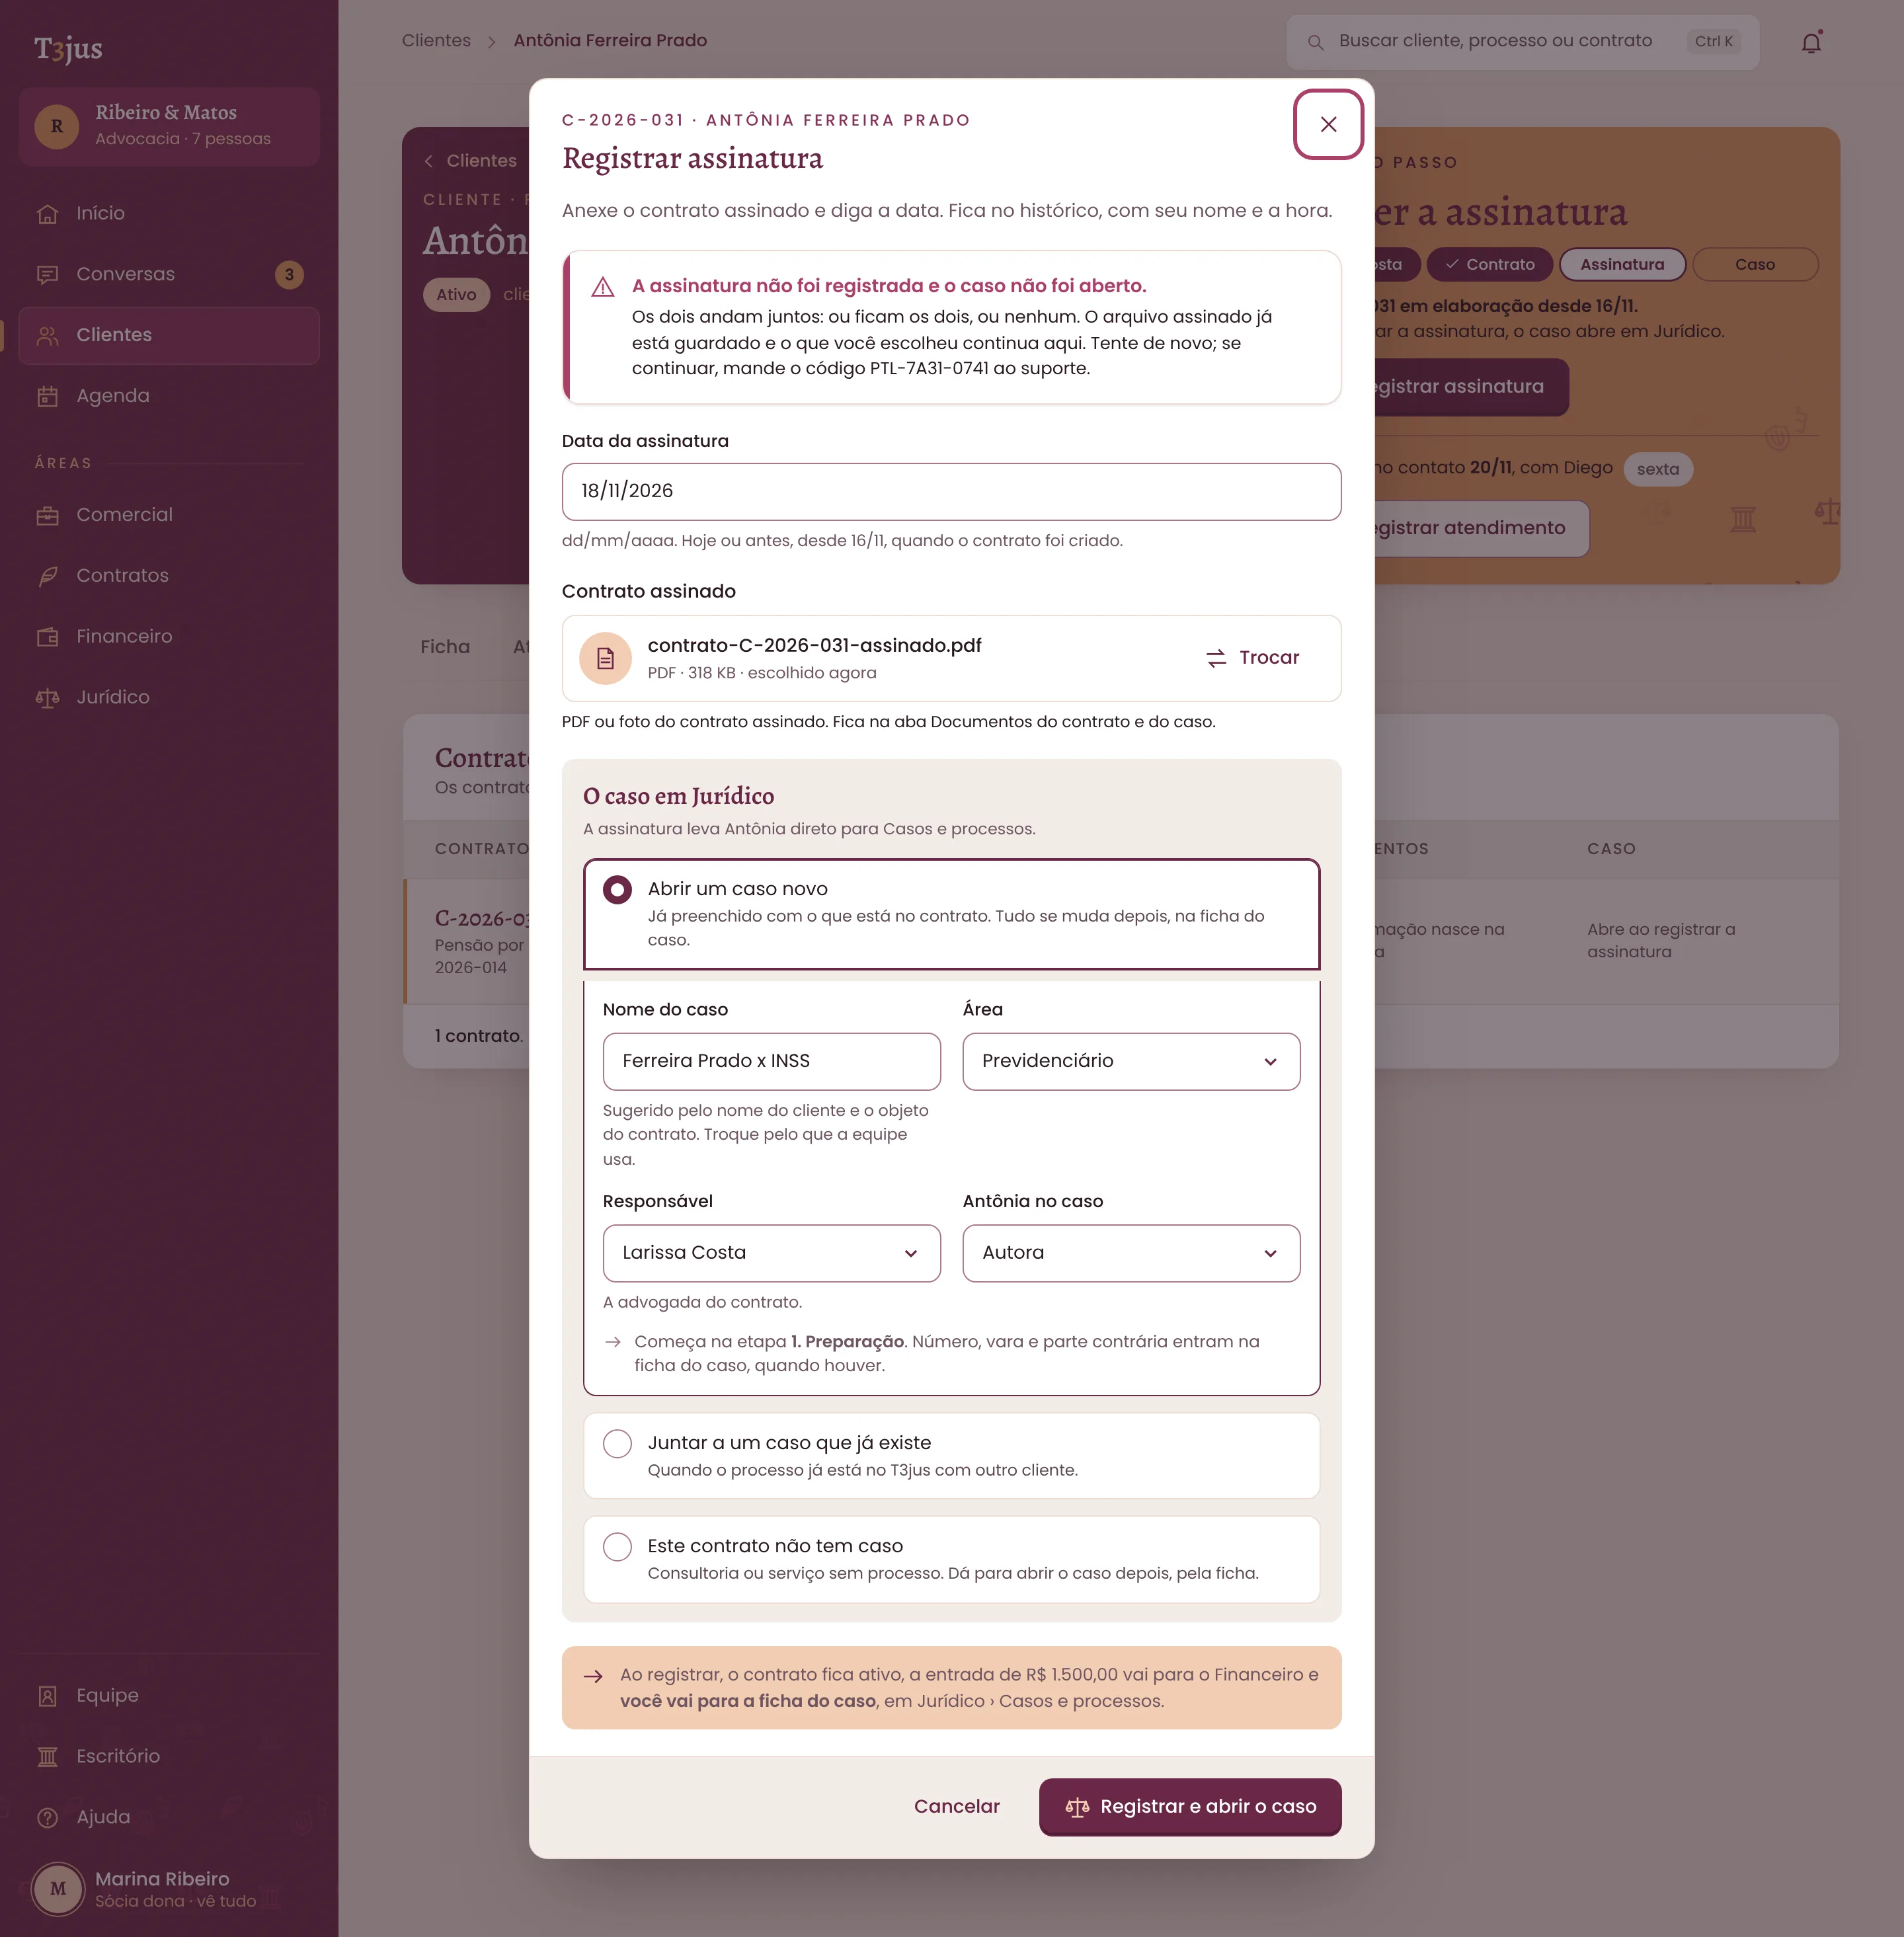 T3jus
R
Ribeiro & Matos
Advocacia · 7 pessoas
Início
Conversas
3
Clientes
Agenda
ÁREAS
Comercial
Contratos
Financeiro
Jurídico
Equipe
Escritório
Ajuda
M
Marina Ribeiro
Sócia dona · vê tudo
Clientes > Antônia Ferreira Prado
Buscar cliente, processo ou contrato
Ctrl K
Clientes
CLIENTE ·
Antôn
Ativo
PASSO
er a assinatura
Contrato
Assinatura
Caso
031 em elaboração desde 16/11.
ar a assinatura, o caso abre em Jurídico.
egistrar assinatura
contato 20/11, com Diego
sexta
egistrar atendimento
Ficha
Contrat
Os contrat
CONTRATO
ENTOS
CASO
C-2026-03
Pensão por
2026-014
mação nasce na
a
Abre ao registrar a
assinatura
1 contrato.
C-2026-031 · ANTÔNIA FERREIRA PRADO
Registrar assinatura
Anexe o contrato assinado e diga a data. Fica no histórico, com seu nome e a hora.
A assinatura não foi registrada e o caso não foi aberto.
Os dois andam juntos: ou ficam os dois, ou nenhum. O arquivo assinado já
está guardado e o que você escolheu continua aqui. Tente de novo; se
continuar, mande o código PTL-7A31-0741 ao suporte.
Data da assinatura
18/11/2026
dd/mm/aaaa. Hoje ou antes, desde 16/11, quando o contrato foi criado.
Contrato assinado
contrato-C-2026-031-assinado.pdf
PDF · 318 KB · escolhido agora
Trocar
PDF ou foto do contrato assinado. Fica na aba Documentos do contrato e do caso.
O caso em Jurídico
A assinatura leva Antônia direto para Casos e processos.
Abrir um caso novo
Já preenchido com o que está no contrato. Tudo se muda depois, na ficha do
caso.
Nome do caso
Área
Ferreira Prado x INSS
Previdenciário
Sugerido pelo nome do cliente e o objeto
do contrato. Troque pelo que a equipe
usa.
Responsável
Antônia no caso
Larissa Costa
Autora
A advogada do contrato.
Começa na etapa 1. Preparação. Número, vara e parte contrária entram na
ficha do caso, quando houver.
Juntar a um caso que já existe
Quando o processo já está no T3jus com outro cliente.
Este contrato não tem caso
Consultoria ou serviço sem processo. Dá para abrir o caso depois, pela ficha.
Ao registrar, o contrato fica ativo, a entrada de R$ 1.500,00 vai para o Financeiro e
você vai para a ficha do caso, em Jurídico › Casos e processos.
Cancelar
Registrar e abrir o caso